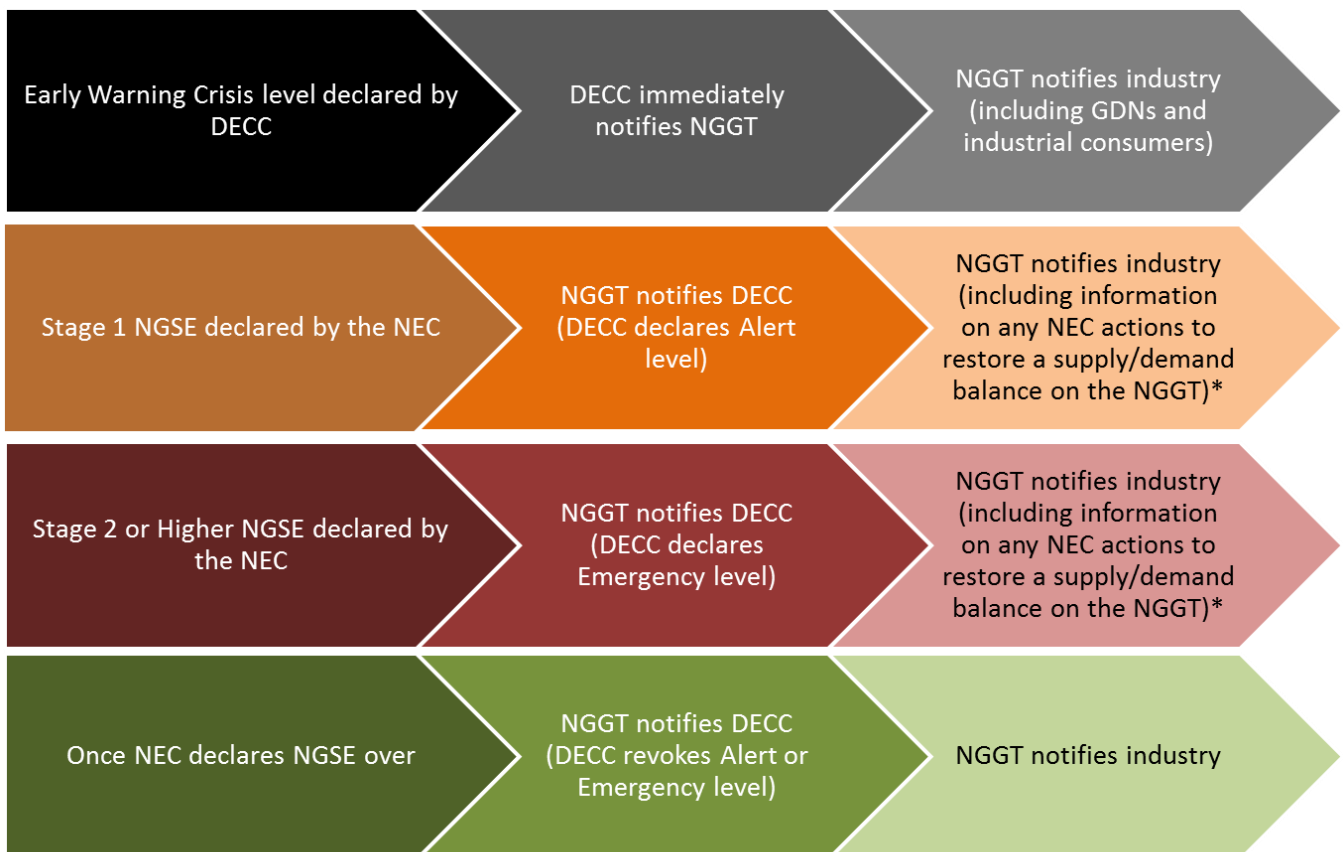 Early Warning Crisis level declared by
DECC
DECC immediately
notifies NGGT
NGGT notifies industry
(including GDNs and
industrial consumers)
Stage 1 NGSE declared by the NEC
NGGT notifies DECC
(DECC declares Alert
level)
NGGT notifies industry
(including information
on any NEC actions to
restore a supply/demand
balance on the NGGT)*
Stage 2 or Higher NGSE declared by
the NEC
NGGT notifies DECC
(DECC declares
Emergency level)
NGGT notifies industry
(including information
on any NEC actions to
restore a supply/demand
balance on the NGGT)*
Once NEC declares NGSE over
NGGT notifies DECC
(DECC revokes Alert or
Emergency level)
NGGT notifies industry